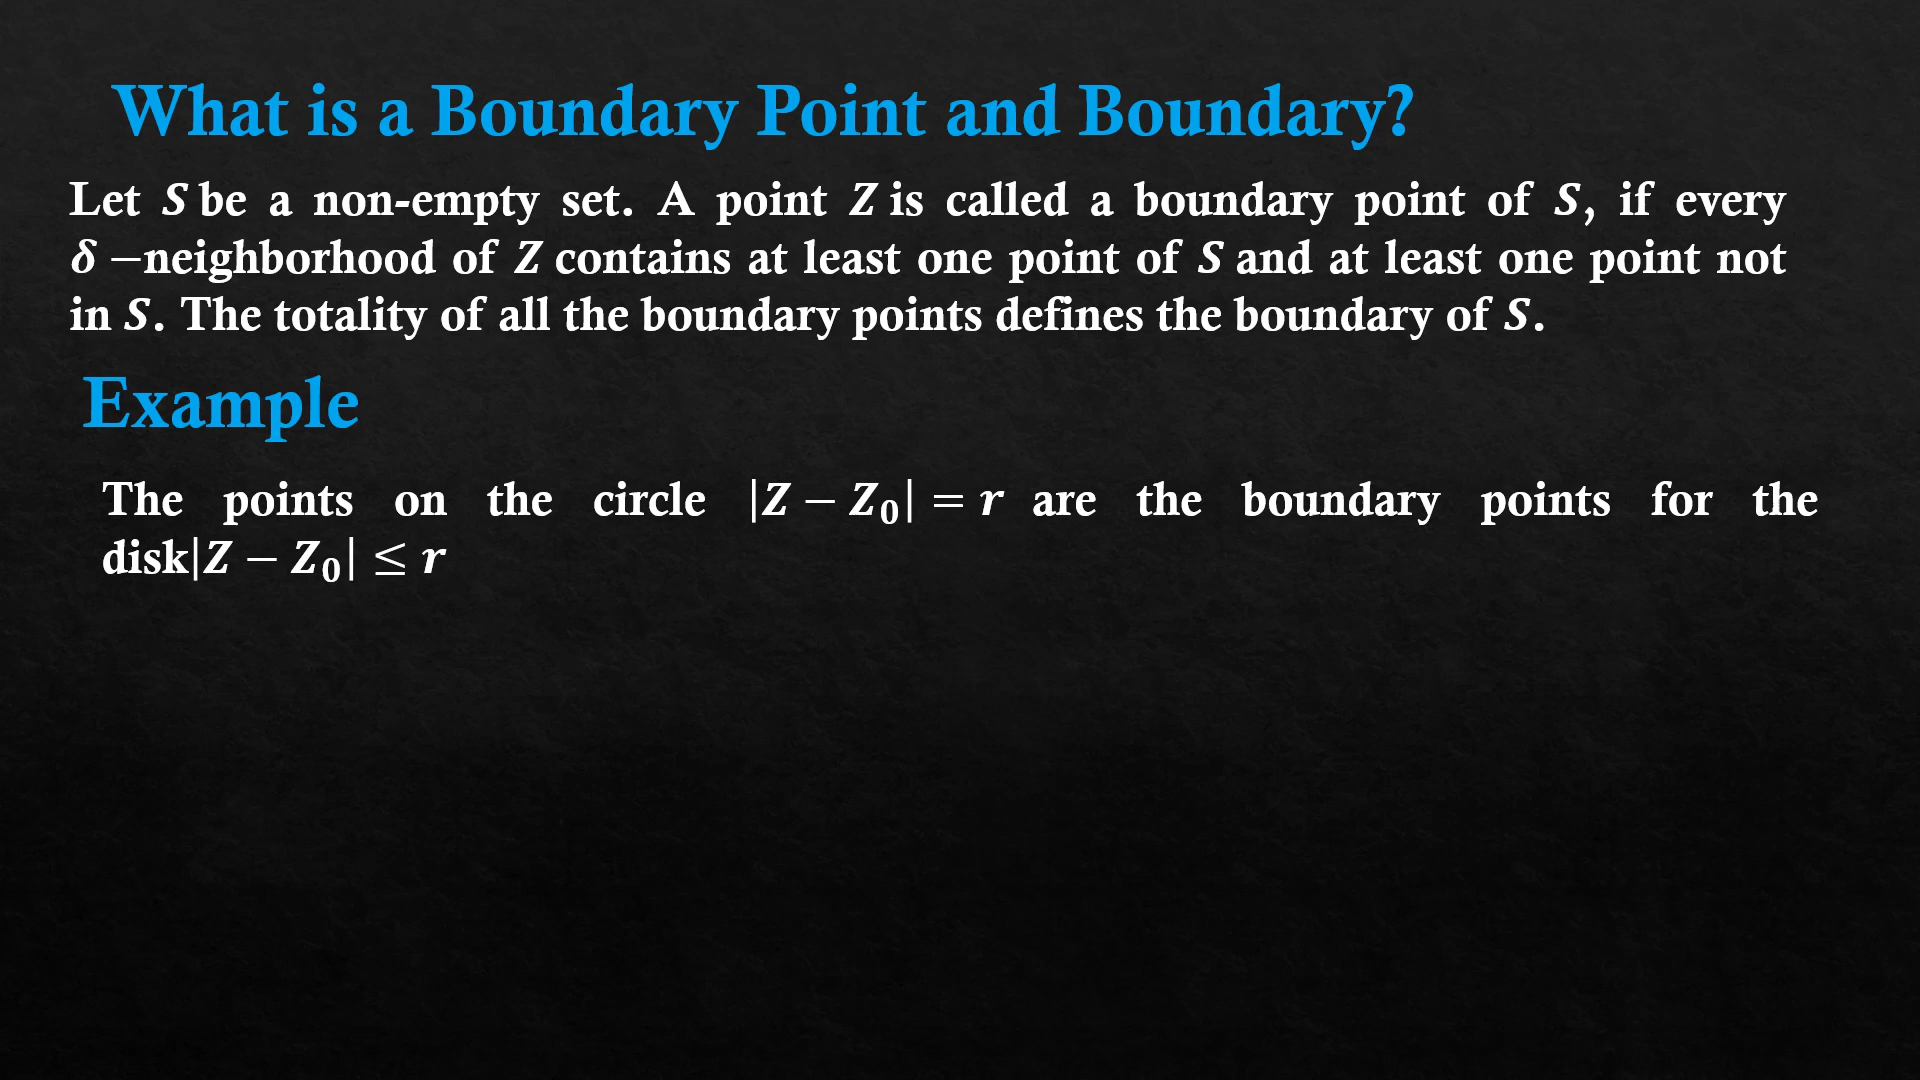 What is a Boundary Point and Boundary?
Let S be a non-empty set. A point Z is called a boundary point of S, if every
δ −neighborhood of Z contains at least one point of S and at least one point not
in S. The totality of all the boundary points defines the boundary of S.
Example
The points on the circle |Z − Z₀| = r are the boundary points for the
disk|Z − Z₀| ≤ r